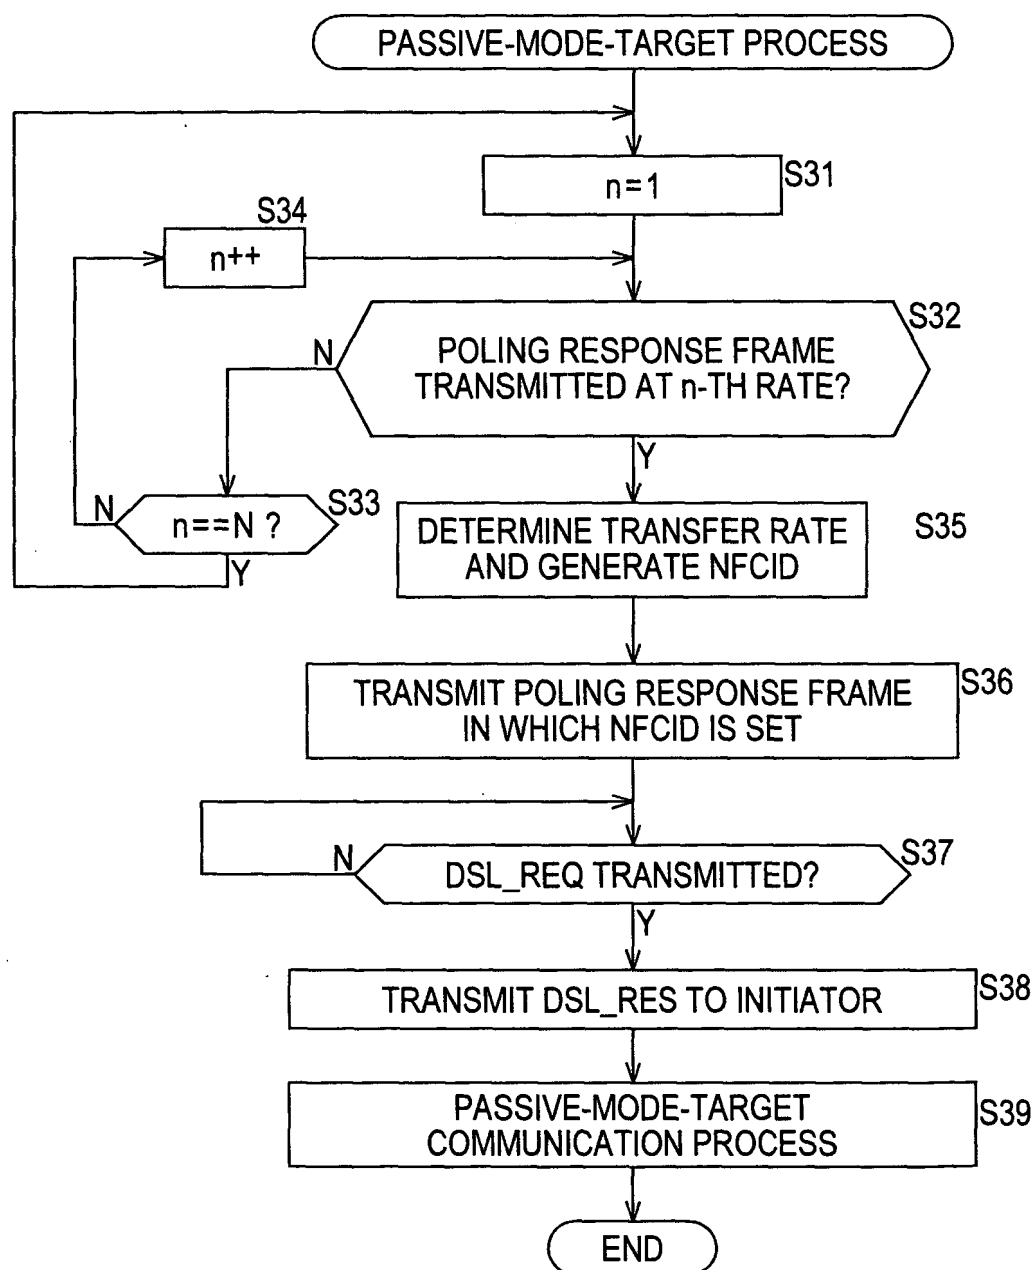 PASSIVE-MODE-TARGET PROCESS
n=1
S31
S34
n++
S32
N
POLING RESPONSE FRAME
TRANSMITTED AT n-TH RATE?
Y
N
n==N ?
S33
Y
DETERMINE TRANSFER RATE
AND GENERATE NFCID
S35
TRANSMIT POLING RESPONSE FRAME
IN WHICH NFCID IS SET
S36
N
DSL_REQ TRANSMITTED?
S37
Y
TRANSMIT DSL_RES TO INITIATOR
S38
PASSIVE-MODE-TARGET
COMMUNICATION PROCESS
S39
END